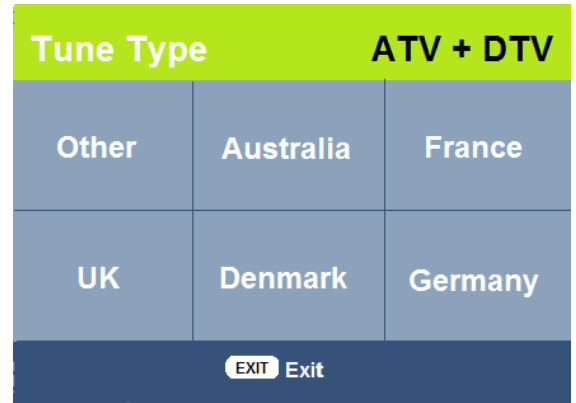 Tune Type ATV + DTV
Other Australia France
UK Denmark Germany
EXIT Exit